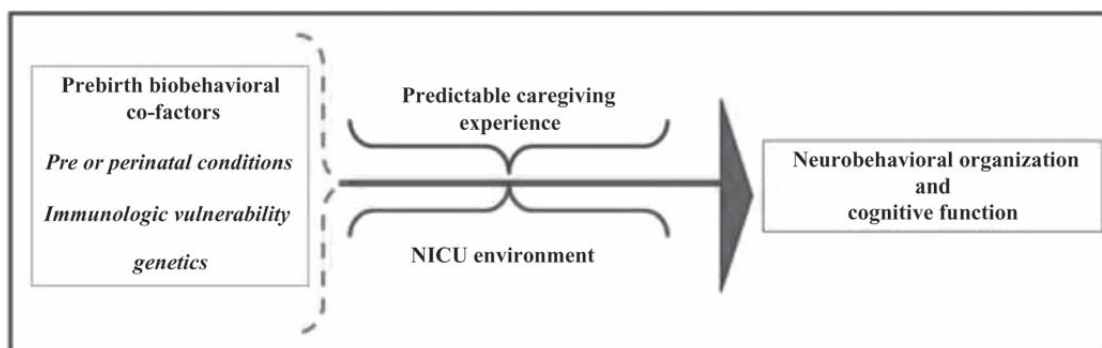 Prebirth biobehavioral
co-factors
Pre or perinatal conditions
Immunologic vulnerability
genetics
Predictable caregiving
experience
NICU environment
Neurobehavioral organization
and
cognitive function